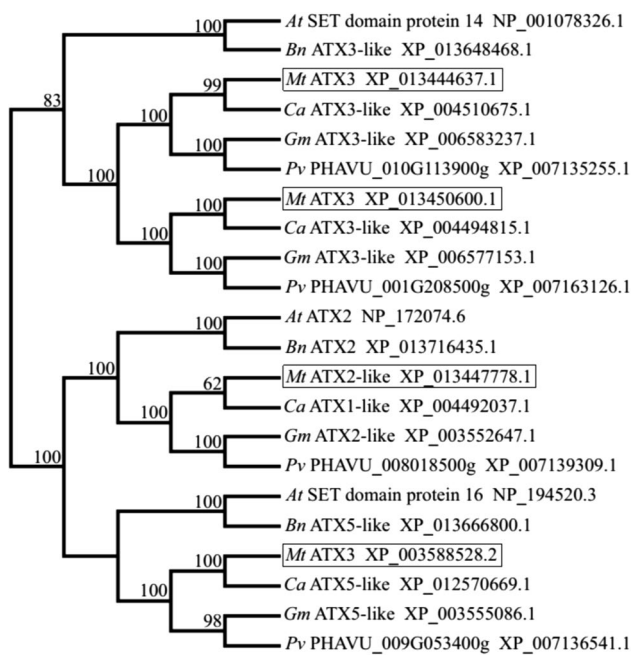 100 At SET domain protein 14 NP_001078326.1
Bn ATX3-like XP_013648468.1
99 Mt ATX3 XP_013444637.1
83
Ca ATX3-like XP_004510675.1
100
100 Gm ATX3-like XP_006583237.1
Pv PHAVU_010G113900g XP_007135255.1
100
100 Mt ATX3 XP_013450600.1
Ca ATX3-like XP_004494815.1
100
100 Gm ATX3-like XP_006577153.1
Pv PHAVU_001G208500g XP_007163126.1
100 At ATX2 NP_172074.6
Bn ATX2 XP_013716435.1
100
62 Mt ATX2-like XP_013447778.1
Ca ATX1-like XP_004492037.1
100
100 Gm ATX2-like XP_003552647.1
100 Pv PHAVU_008018500g XP_007139309.1
100 At SET domain protein 16 NP_194520.3
Bn ATX5-like XP_013666800.1
100 Mt ATX3 XP_003588528.2
Ca ATX5-like XP_012570669.1
100
98 Gm ATX5-like XP_003555086.1
Pv PHAVU_009G053400g XP_007136541.1